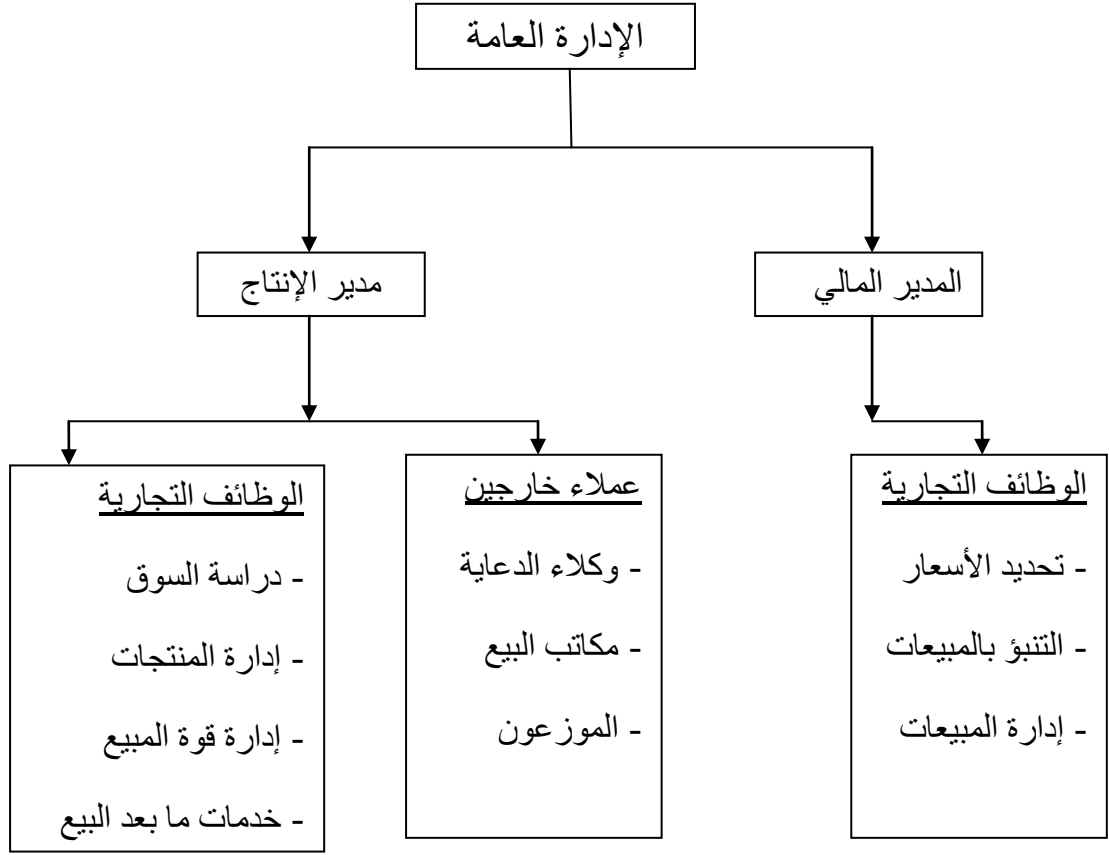 الإدارة العامة
المدير المالي
مدير الإنتاج
الوظائف التجارية
- تحديد الأسعار
- التنبؤ بالمبيعات
- إدارة المبيعات
عملاء خارجين
- وكلاء الدعاية
- مكاتب البيع
- الموزعون
الوظائف التجارية
- دراسة السوق
- إدارة المنتجات
- إدارة قوة المبيع
- خدمات ما بعد البيع